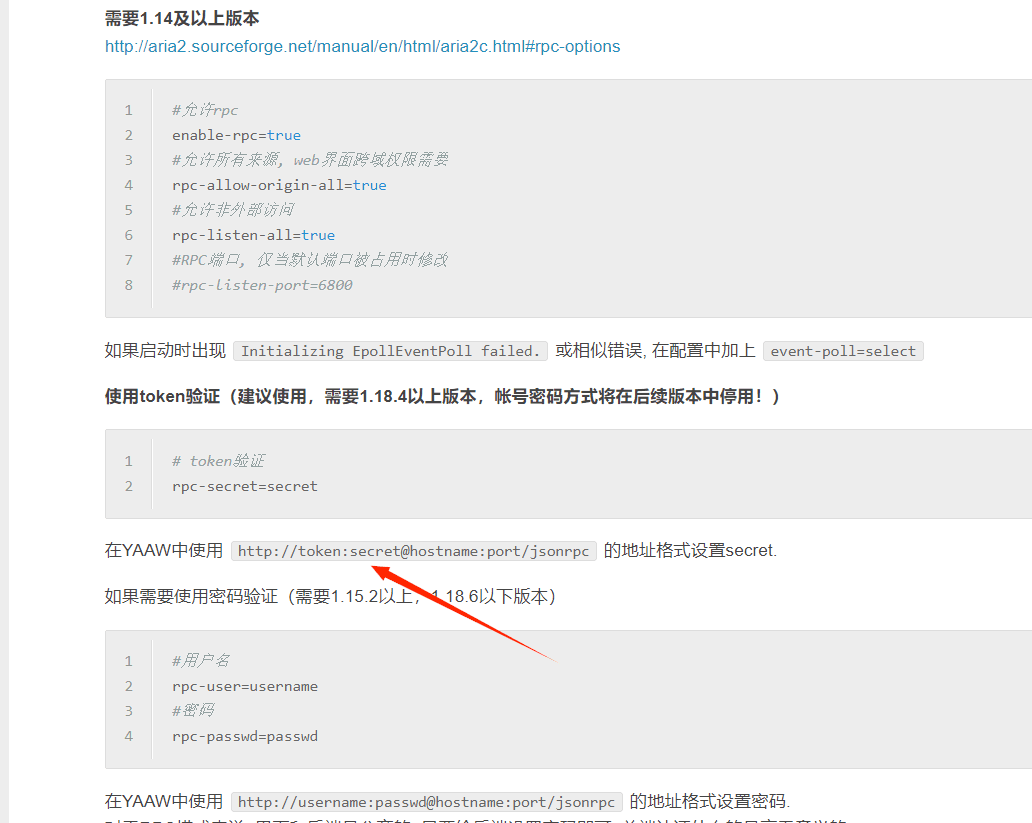 需要1.14及以上版本
http://aria2.sourceforge.net/manual/en/html/aria2c.html#rpc-options
1 #允许rpc
2 enable-rpc=true
3 #允许所有来源, web界面跨域权限需要
4 rpc-allow-origin-all=true
5 #允许非外部访问
6 rpc-listen-all=true
7 #RPC端口, 仅当默认端口被占用时修改
8 #rpc-listen-port=6800
如果启动时出现 Initializing EpollEventPoll failed. 或相似错误, 在配置中加上 event-poll=select
使用token验证（建议使用，需要1.18.4以上版本，帐号密码方式将在后续版本中停用！）
1 # token验证
2 rpc-secret=secret
在YAAW中使用 http://token:secret@hostname:port/jsonrpc 的地址格式设置secret.
如果需要使用密码验证（需要1.15.2以上，1.18.6以下版本）
1 #用户名
2 rpc-user=username
3 #密码
4 rpc-passwd=passwd
在YAAW中使用 http://username:passwd@hostname:port/jsonrpc 的地址格式设置密码.